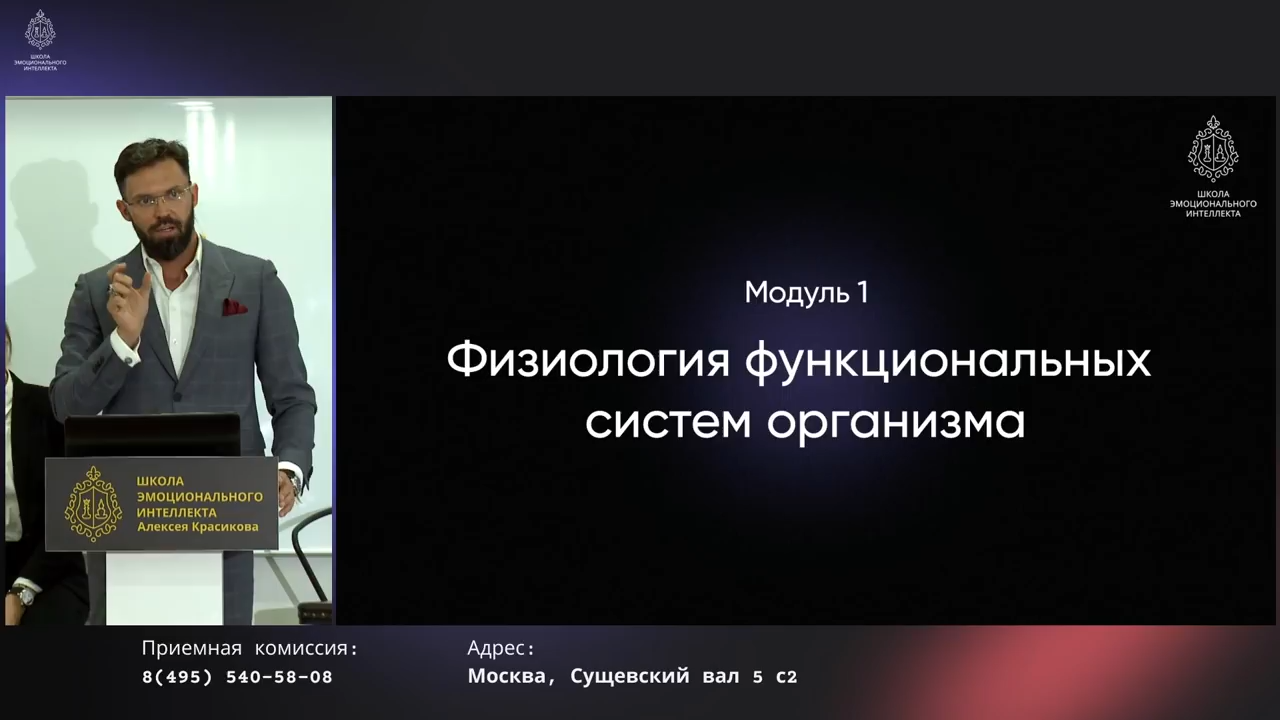 ШКОЛА
ЭМОЦИОНАЛЬНОГО
ИНТЕЛЛЕКТА
ШКОЛА
ЭМОЦИОНАЛЬНОГО
ИНТЕЛЛЕКТА
Модуль 1
Физиология функциональных
систем организма
ШКОЛА
ЭМОЦИОНАЛЬНОГО
ИНТЕЛЛЕКТА
Алексея Красикова
Приемная комиссия:
8(495) 540-58-08
Адрес:
Москва, Сущевский вал 5 с2